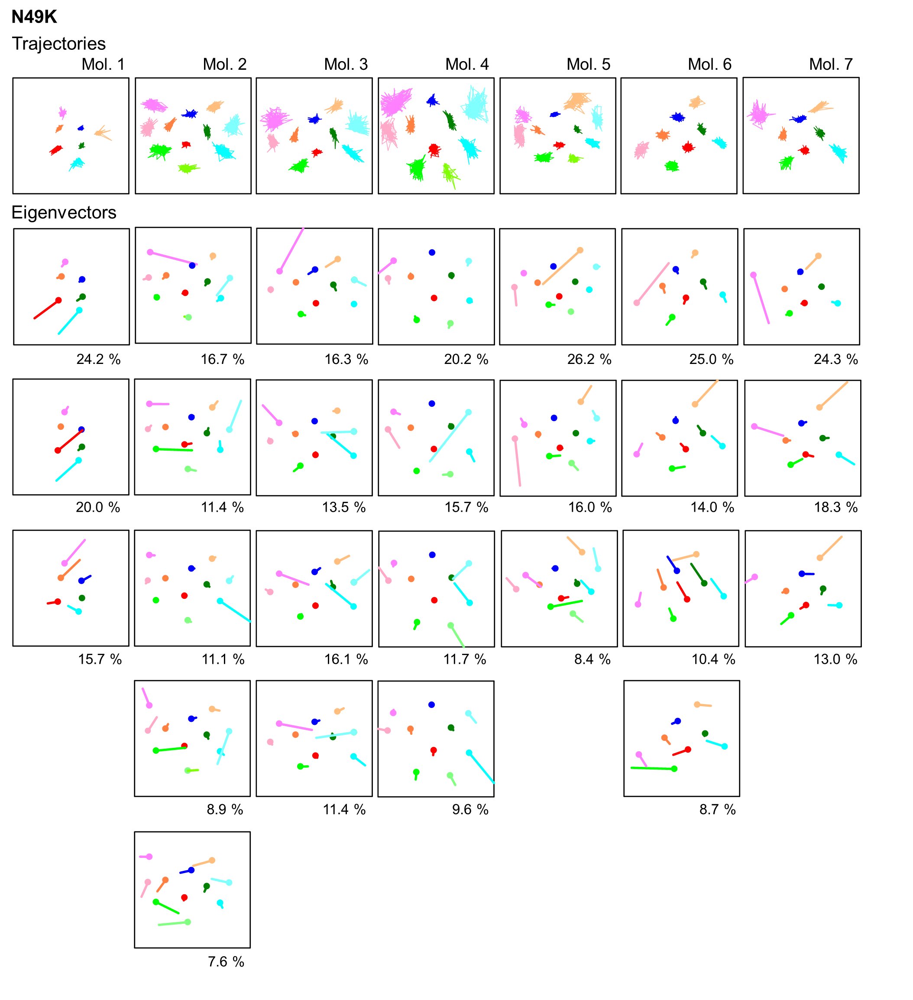 N49K
Trajectories
Mol. 1 Mol. 2 Mol. 3 Mol. 4 Mol. 5 Mol. 6 Mol. 7
Eigenvectors
24.2 % 16.7 % 16.3 % 20.2 % 26.2 % 25.0 % 24.3 %
20.0 % 11.4 % 13.5 % 15.7 % 16.0 % 14.0 % 18.3 %
15.7 % 11.1 % 16.1 % 11.7 % 8.4 % 10.4 % 13.0 %
8.9 % 11.4 % 9.6 % 8.7 %
7.6 %